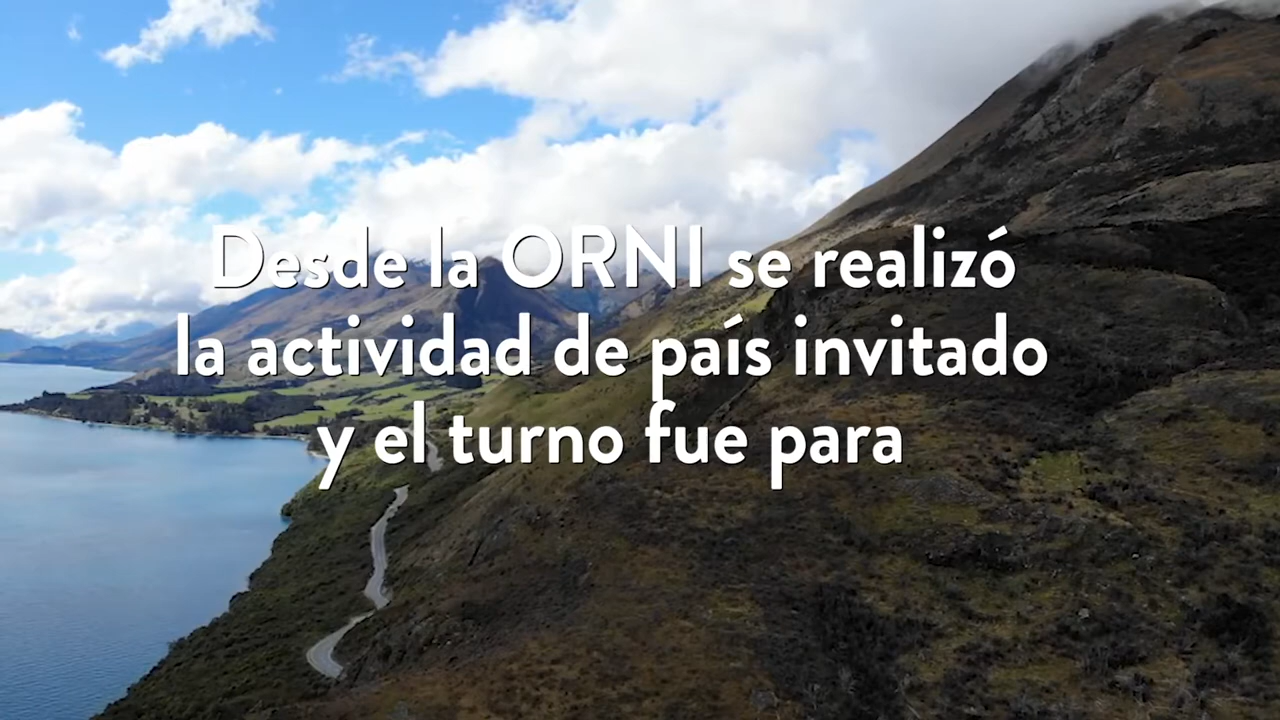 Desde la ORNI se realizó
la actividad de país invitado
y el turno fue para